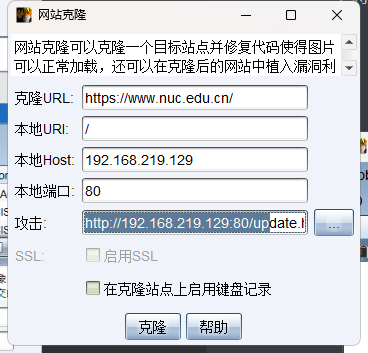 网站克隆
网站克隆可以克隆一个目标站点并修复代码使得图片
可以正常加载，还可以在克隆后的网站中植入漏洞利
克隆URL: https://www.nuc.edu.cn/
本地URI: /
本地Host: 192.168.219.129
本地端口: 80
攻击: http://192.168.219.129:80/update.h ...
SSL: 启用SSL
在克隆站点上启用键盘记录
克隆 帮助